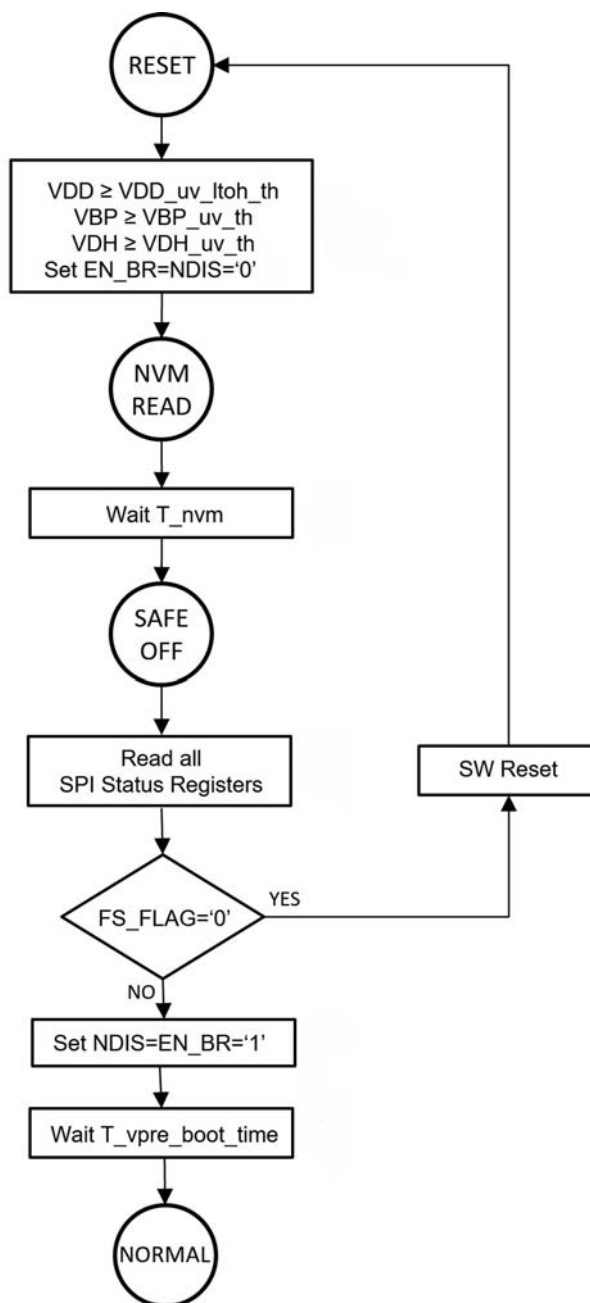 RESET
VDD ≥ VDD_uv_ltoh_th
VBP ≥ VBP_uv_th
VDH ≥ VDH_uv_th
Set EN_BR=NDIS=‘0’
NVM
READ
Wait T_nvm
SAFE
OFF
Read all
SPI Status Registers
SW Reset
FS_FLAG=‘0’
YES
NO
Set NDIS=EN_BR=‘1’
Wait T_vpre_boot_time
NORMAL